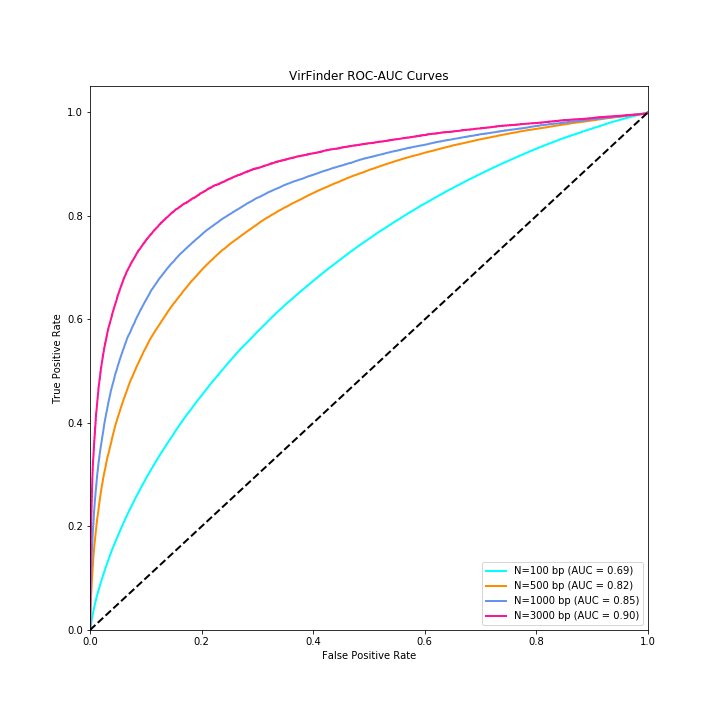 VirFinder ROC-AUC Curves
True Positive Rate
1.0
0.8
0.6
0.4
0.2
0.0
0.0 0.2 0.4 0.6 0.8 1.0
False Positive Rate
N=100 bp (AUC = 0.69)
N=500 bp (AUC = 0.82)
N=1000 bp (AUC = 0.85)
N=3000 bp (AUC = 0.90)